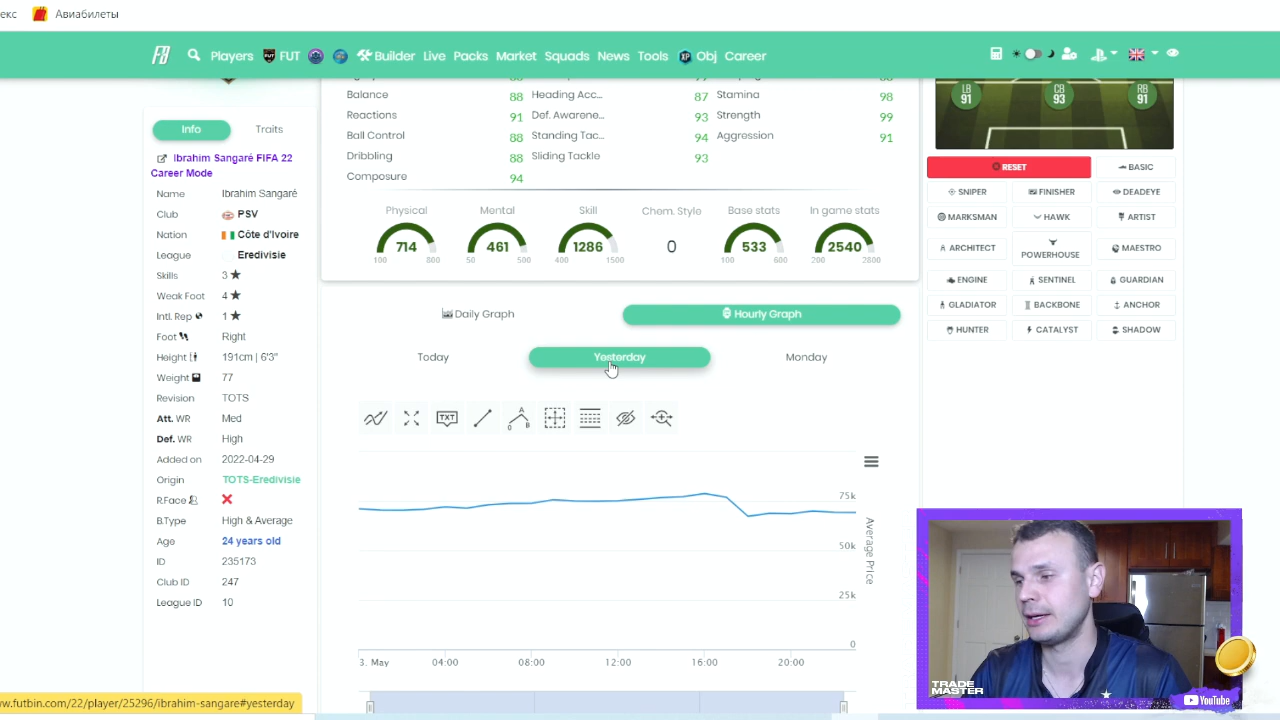 екс Авиабилеты
F8 Players FUT Builder Live Packs Market Squads News Tools XP Obj Career
Balance 88 Heading Acc... 87 Stamina 98
Reactions 91 Def. Awarene... 93 Strength 99
Ball Control 88 Standing Tac... 94 Aggression 91
Dribbling 88 Sliding Tackle 93
Composure 94
Physical Mental Skill Chem. Style Base stats In game stats
714 461 1286 0 533 2540
100 800 50 500 400 1500 100 600 200 2800
Info Traits
Ibrahim Sangaré FIFA 22
Career Mode
Name Ibrahim Sangaré
Club PSV
Nation Côte d'Ivoire
League Eredivisie
Skills 3
Weak Foot 4
Intl. Rep 1
Foot Right
Height 191cm | 6'3"
Weight 77
Revision TOTS
Att. WR Med
Def. WR High
Added on 2022-04-29
Origin TOTS-Eredivisie
R.Face
B.Type High & Average
Age 24 years old
ID 235173
Club ID 247
League ID 10
Daily Graph Hourly Graph
Today Yesterday Monday
TXT A 0 B
75k
50k
25k
0
Average Price
3. May 04:00 08:00 12:00 16:00 20:00
LB CB RB
91 93 91
RESET BASIC
SNIPER FINISHER DEADEYE
MARKSMAN HAWK ARTIST
ARCHITECT POWERHOUSE MAESTRO
ENGINE SENTINEL GUARDIAN
GLADIATOR BACKBONE ANCHOR
HUNTER CATALYST SHADOW
TRADE
MASTER
YouTube
w.futbin.com/22/player/25296/ibrahim-sangare#yesterday